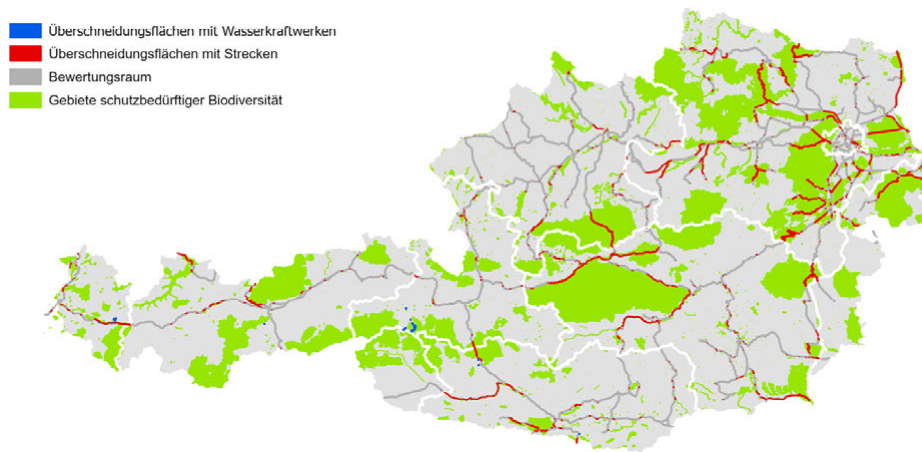 Überschneidungsflächen mit Wasserkraftwerken
Überschneidungsflächen mit Strecken
Bewertungsraum
Gebiete schutzbedürftiger Biodiversität